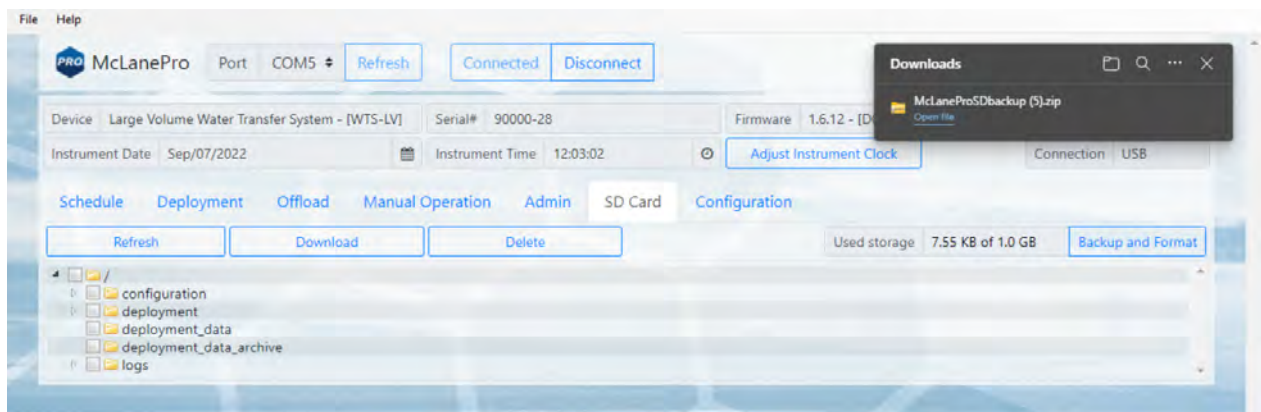 File Help
PRO McLanePro Port COM5 Refresh Connected Disconnect
Downloads
McLaneProSDbackup (5).zip
Open file
Device Large Volume Water Transfer System - [WTS-LV] Serial# 90000-28 Firmware 1.6.12 -
Instrument Date Sep/07/2022 Instrument Time 12:03:02 Adjust Instrument Clock Connection USB
Schedule Deployment Offload Manual Operation Admin SD Card Configuration
Refresh Download Delete Used storage 7.55 KB of 1.0 GB Backup and Format
/
configuration
deployment
deployment_data
deployment_data_archive
logs